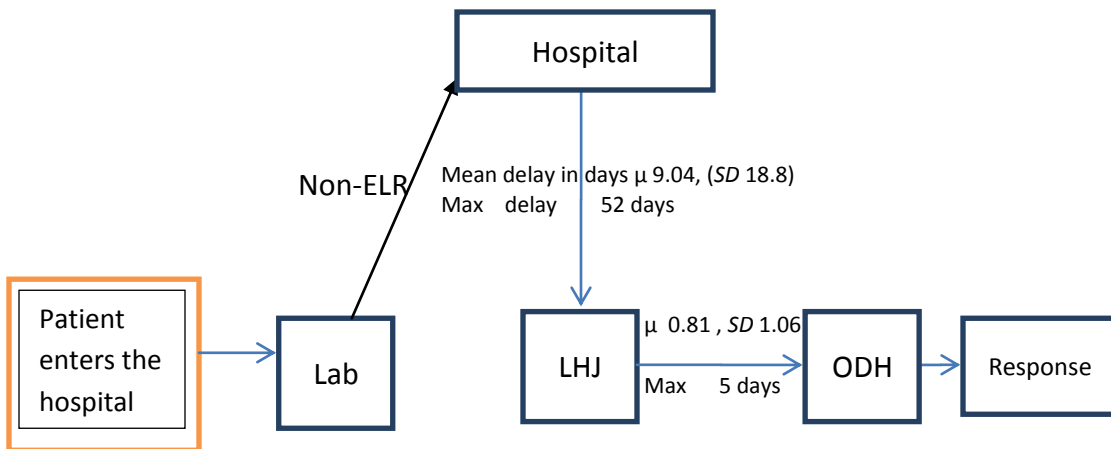 Hospital
Non-ELR
Mean delay in days μ 9.04, (SD 18.8)
Max delay 52 days
Patient
enters the
hospital
Lab
LHJ
μ 0.81 , SD 1.06
Max 5 days
ODH
Response